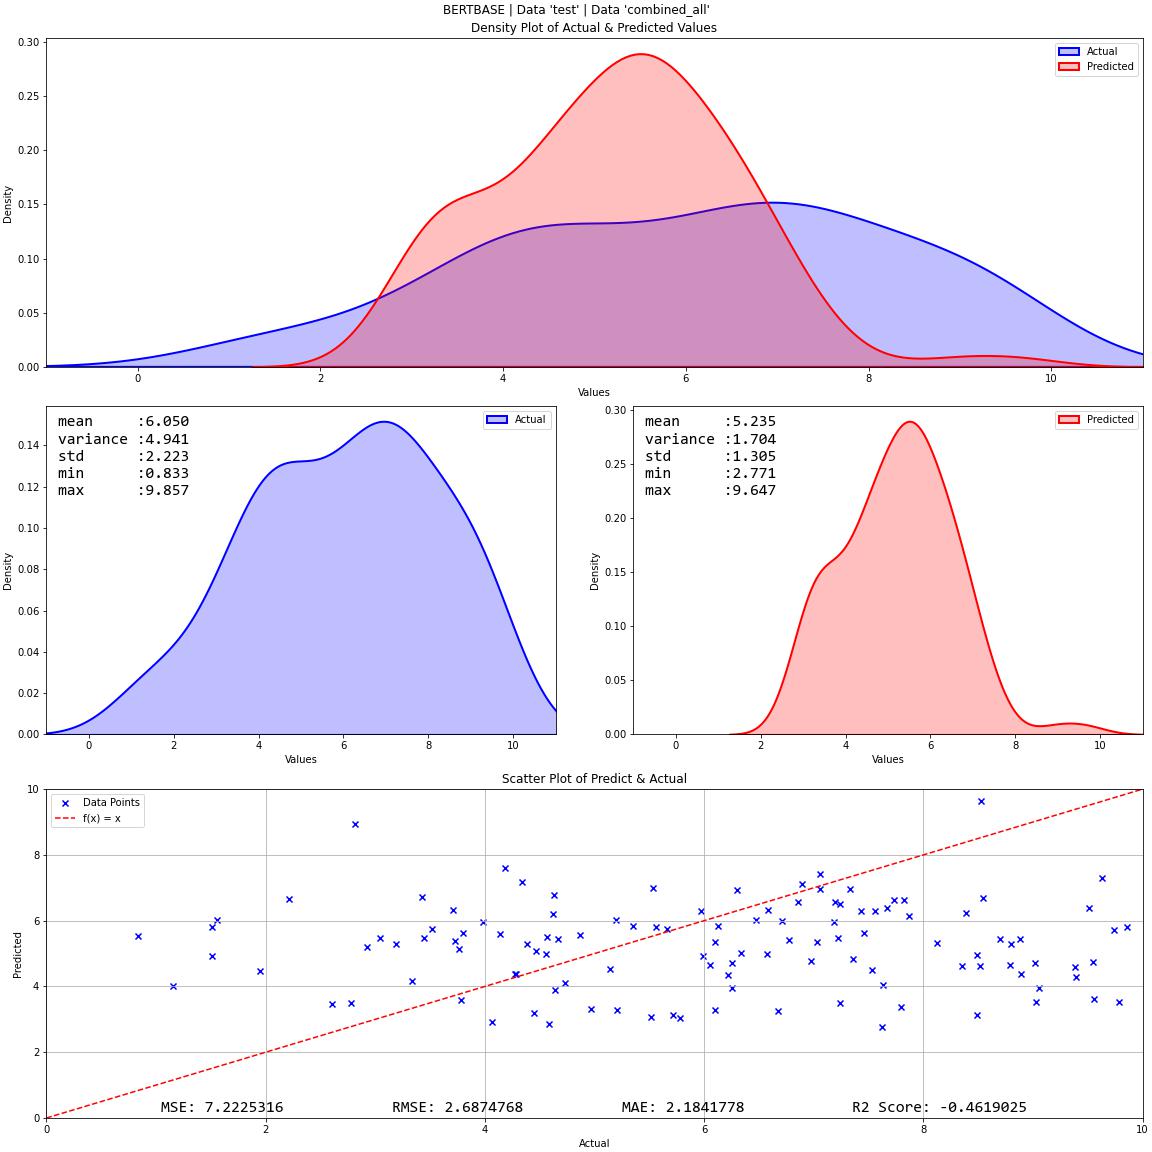 BERTBASE | Data 'test' | Data 'combined_all'
Density Plot of Actual & Predicted Values
0.30
0.25
0.20
0.15
0.10
0.05
0.00
Density
Actual
Predicted
0 2 4 6 8 10
Values
mean :6.050
variance :4.941
std :2.223
min :0.833
max :9.857
Actual
0.14
0.12
0.10
0.08
0.06
0.04
0.02
0.00
Density
0 2 4 6 8 10
Values
mean :5.235
variance :1.704
std :1.305
min :2.771
max :9.647
Predicted
0.30
0.25
0.20
0.15
0.10
0.05
0.00
Density
0 2 4 6 8 10
Values
Scatter Plot of Predict & Actual
Data Points
f(x) = x
10
8
6
4
2
0
Predicted
MSE: 7.2225316 RMSE: 2.6874768 MAE: 2.1841778 R2 Score: -0.4619025
0 2 4 6 8 10
Actual